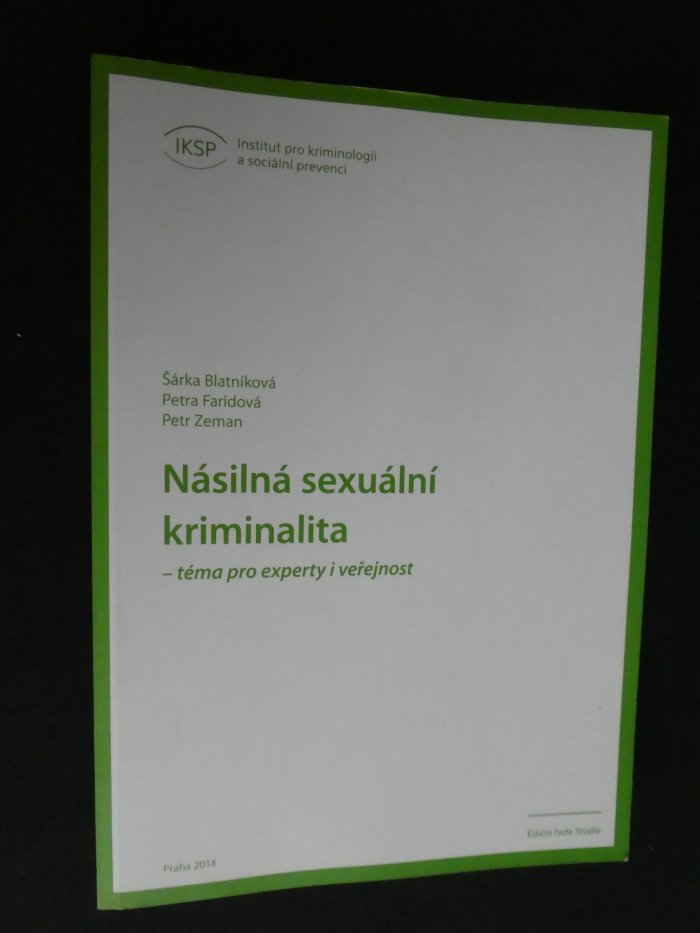 IKSP
Institut pro kriminologii
a sociální prevenci
Šárka Blatníková
Petra Faridová
Petr Zeman
Násilná sexuální
kriminalita
– téma pro experty i veřejnost
Ediční řada Studie
Praha 2014